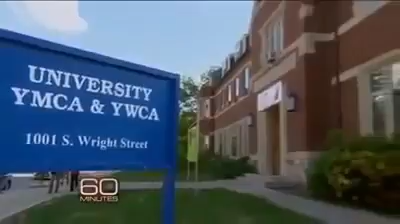 UNIVERSITY
YMCA & YWCA
1001 S. Wright Street
60
MINUTES